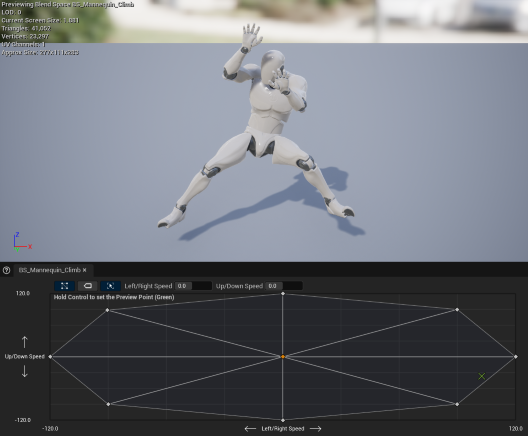 Previewing Blend Space BS_Mannequin_Climb
LOD: 0
Current Screen Size: 1.081
Triangles: 41,052
Vertices: 23,297
UV Channels: 1
Approx Size: 277x111x283
Z
X
BS_Mannequin_Climb
Left/Right Speed 0.0 Up/Down Speed 0.0
120.0
Hold Control to set the Preview Point (Green)
Up/Down Speed
-120.0
-120.0
Left/Right Speed
120.0